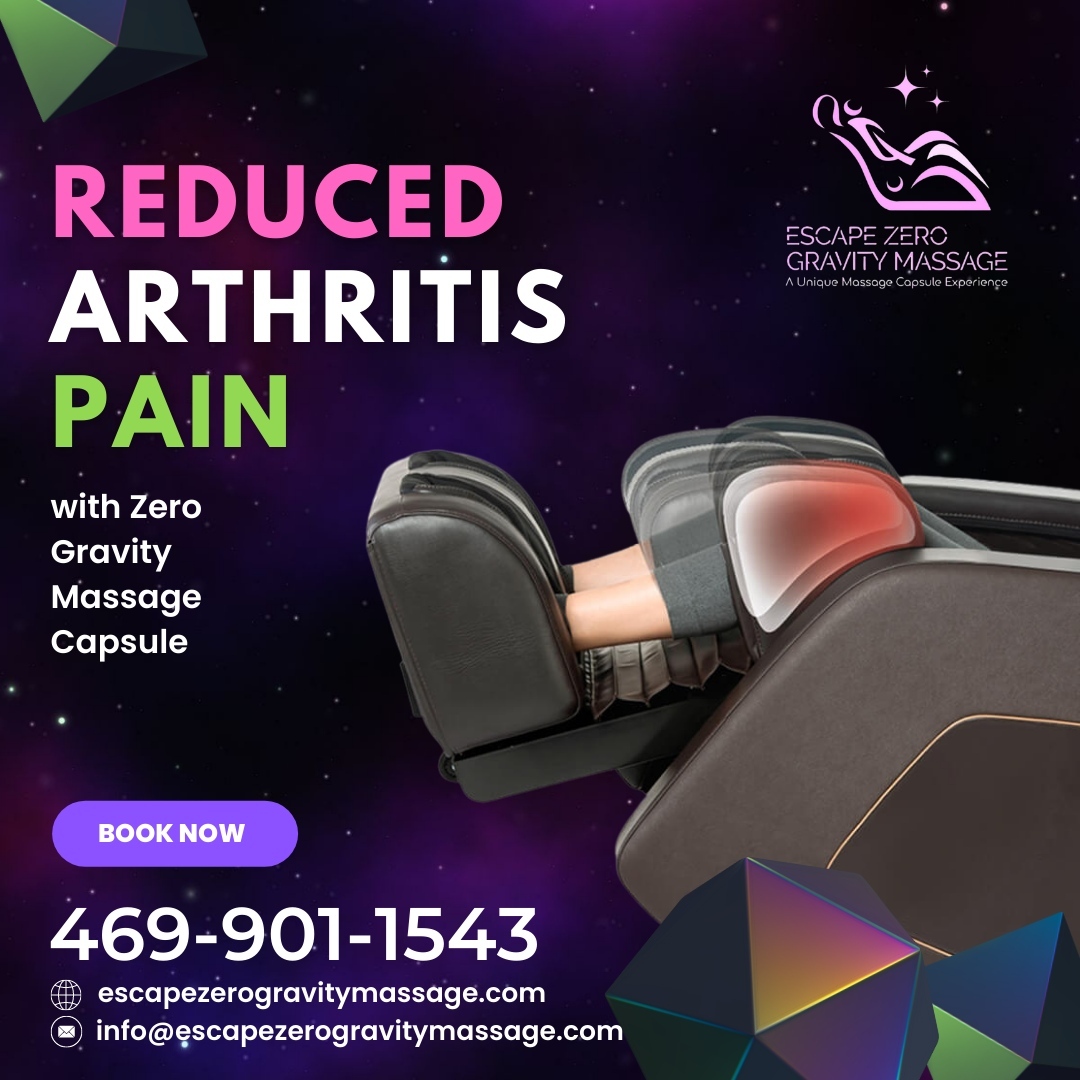 REDUCED
ARTHRITIS
PAIN
with Zero
Gravity
Massage
Capsule
ESCAPE ZERO
GRAVITY MASSAGE
A Unique Massage Capsule Experience
BOOK NOW
469-901-1543
escapezerogravitymassage.com
info@escapezerogravitymassage.com